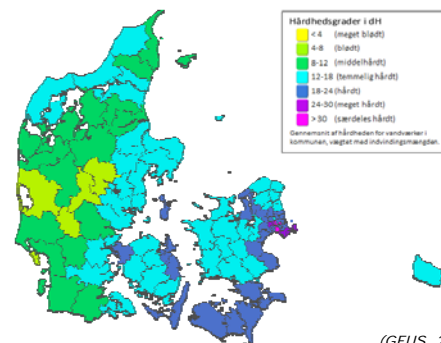 Hårdhedsgrader i dH
< 4 (meget blødt)
4-8 (blødt)
8-12 (middelhårdt)
12-18 (temmelig hårdt)
18-24 (hårdt)
24-30 (meget hårdt)
> 30 (særdeles hårdt)
Gennemsnit af hårdheden for vandværker i
kommunen, vægtet med indvindingsmængden.
(GEUS,